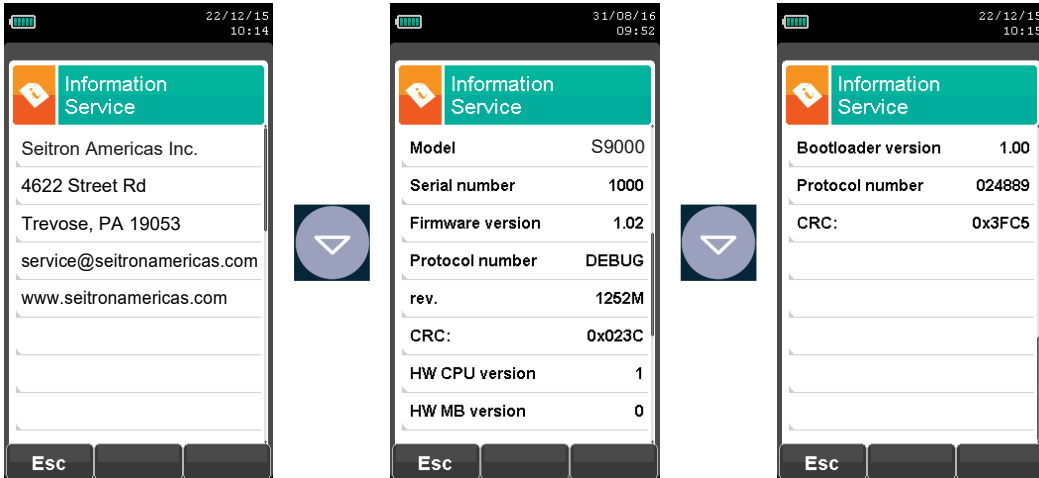 22/12/15
10:14
Information
Service
Seitron Americas Inc.
4622 Street Rd
Trevose, PA 19053
service@seitronamericas.com
www.seitronamericas.com
Esc
31/08/16
09:52
Information
Service
Model S9000
Serial number 1000
Firmware version 1.02
Protocol number DEBUG
rev. 1252M
CRC: 0x023C
HW CPU version 1
HW MB version 0
Esc
22/12/15
10:15
Information
Service
Bootloader version 1.00
Protocol number 024889
CRC: 0x3FC5
Esc